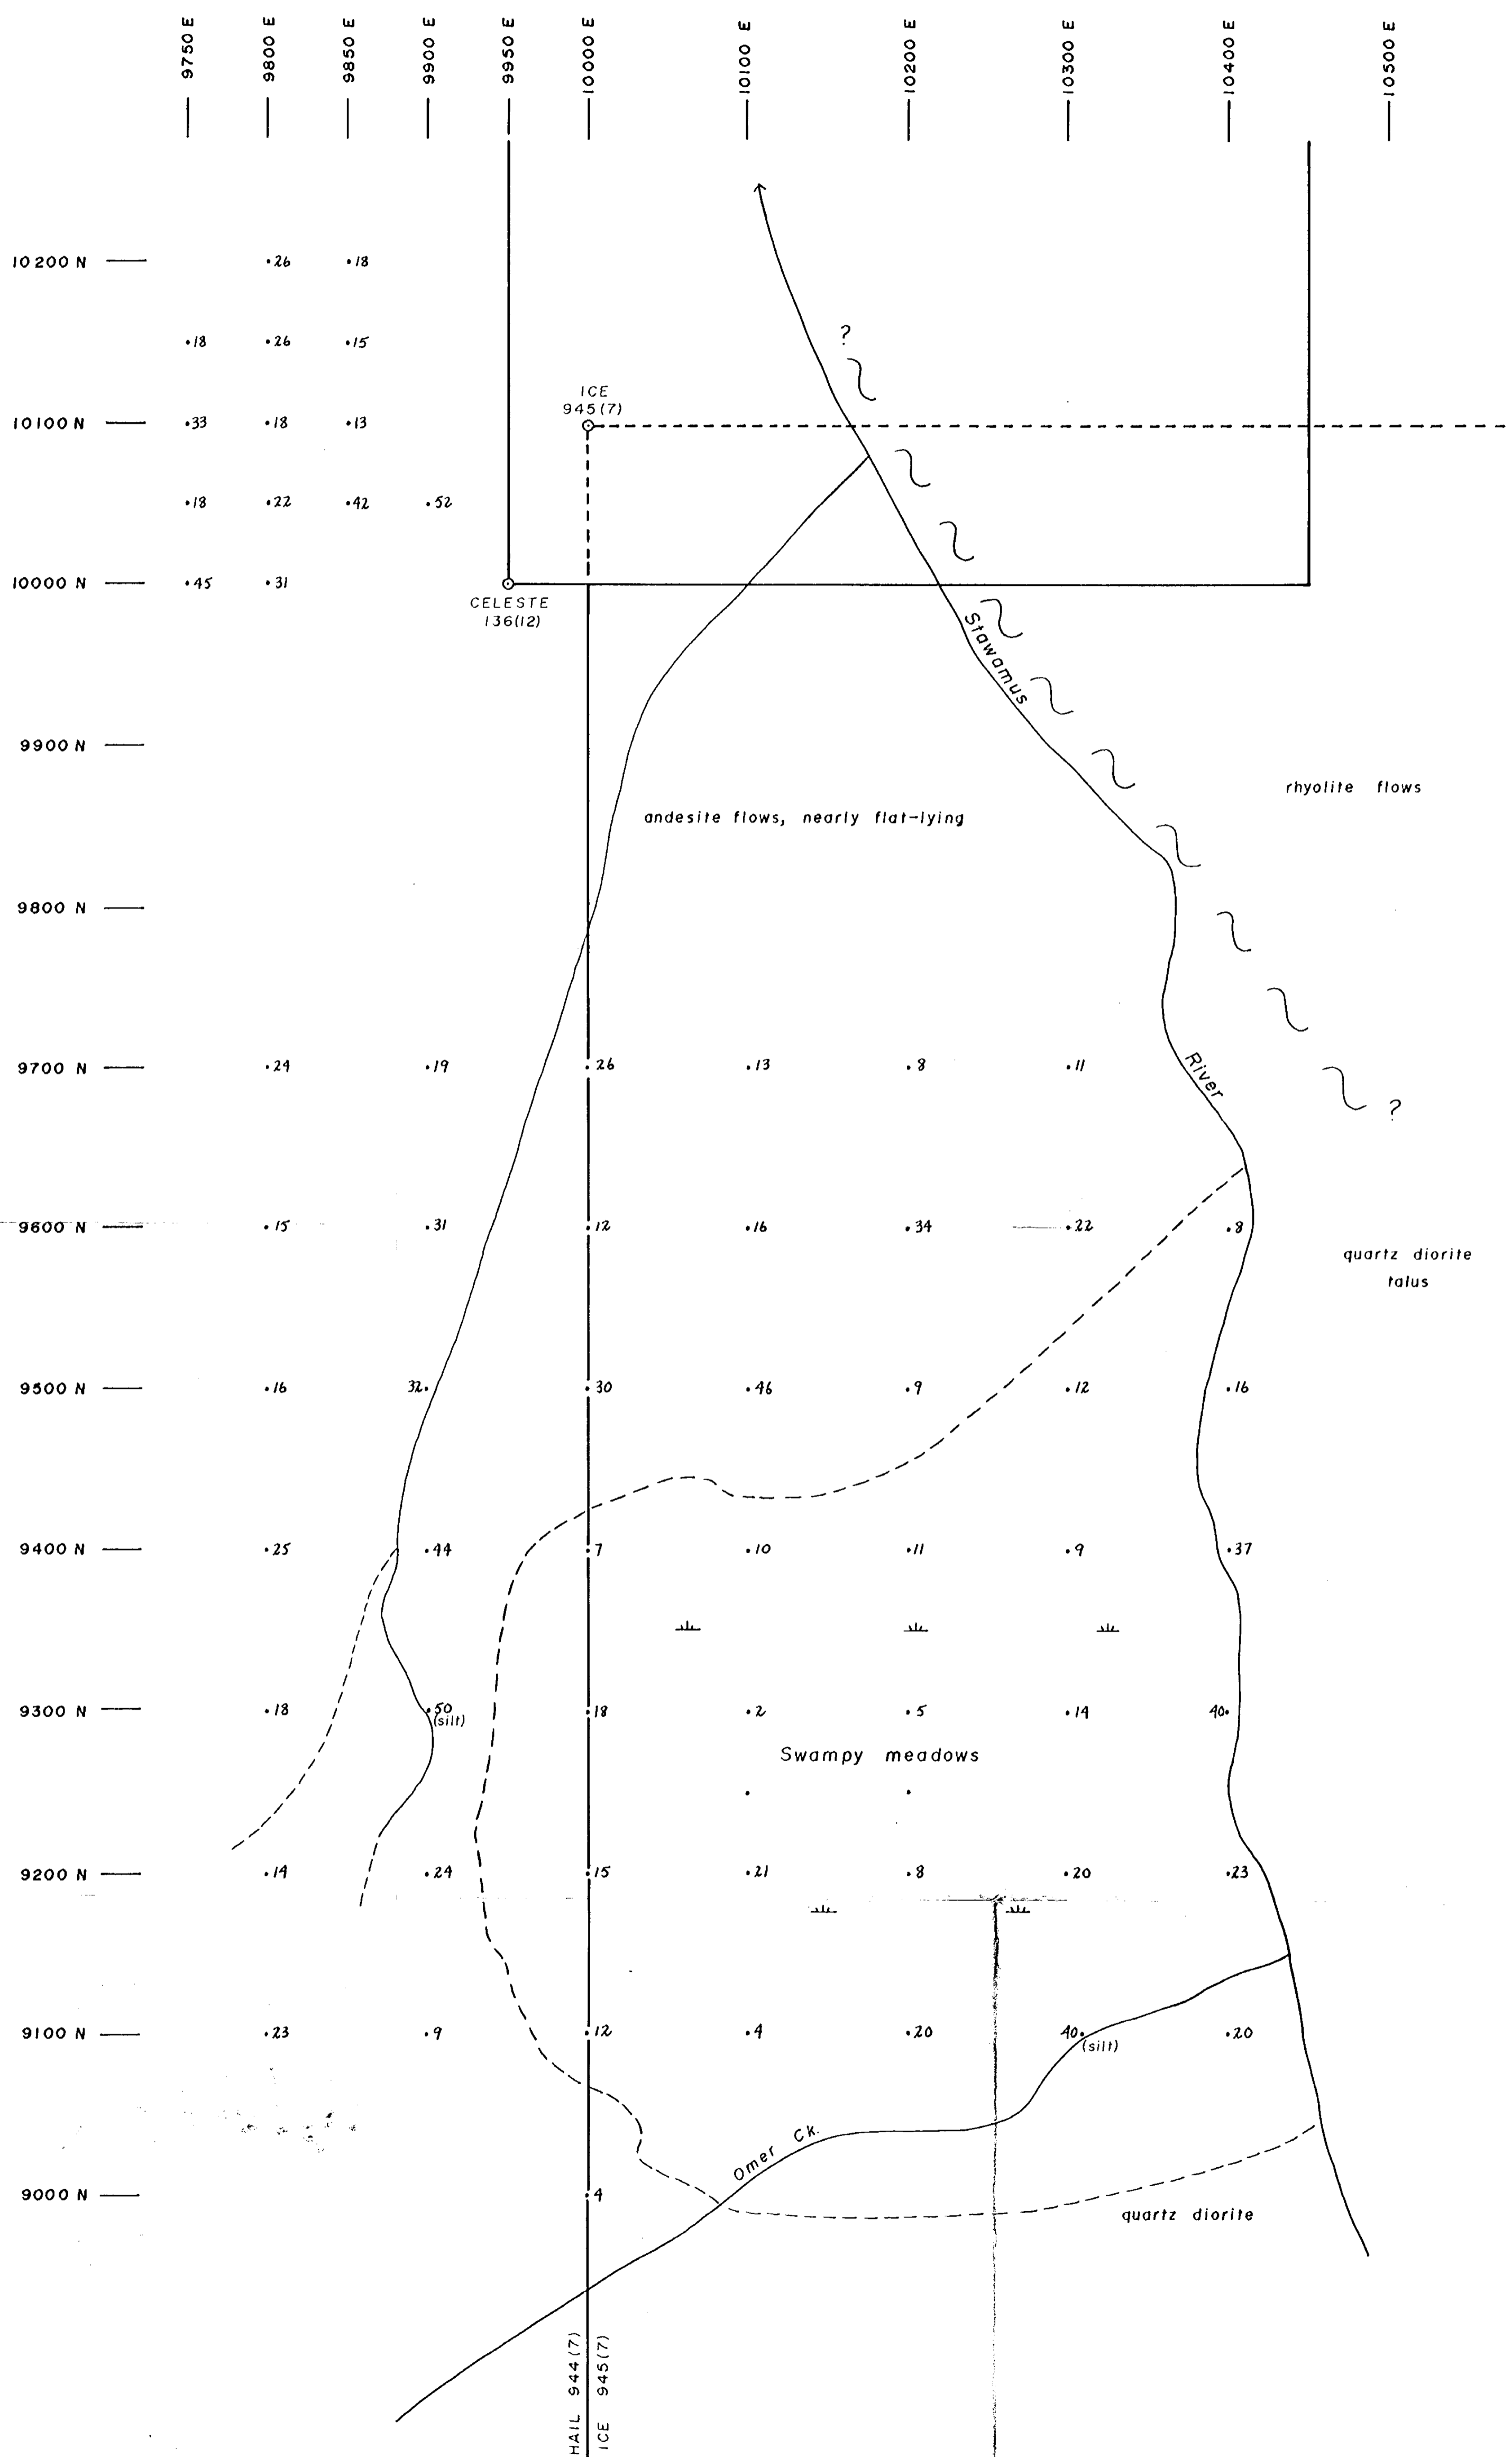 9750 E
9800 E
9850 E
9900 E
9950 E
10000 E
10100 E
10200 E
10300 E
10400 E
10500 E
10200 N
.26 .18
?
.18 .26 .15
ICE
945(7)
10100 N
.33 .18 .13
.18 .22 .42 .52
10000 N
.45 .31
CELESTE
136(12)
Stawamus
9900 N
rhyolite flows
andesite flows, nearly flat-lying
9800 N
9700 N
.24 .19 .26 .13 .8 .11
River
?
9600 N
.15 .31 .12 .16 .34 .22 .8
quartz diorite
talus
9500 N
.16 32. .30 .46 .9 .12 .16
9400 N
.25 .44 .7 .10 .11 .9 .37
9300 N
.18 .50 .18 .2 .5 .14 40.
(silt)
Swampy meadows
9200 N
.14 .24 .15 .21 .8 .20 .23
9100 N
.23 .9 .12 .4 .20 40. .20
(silt)
Omer Ck.
9000 N
.4
quartz diorite
HAIL 944(7)
ICE 945(7)